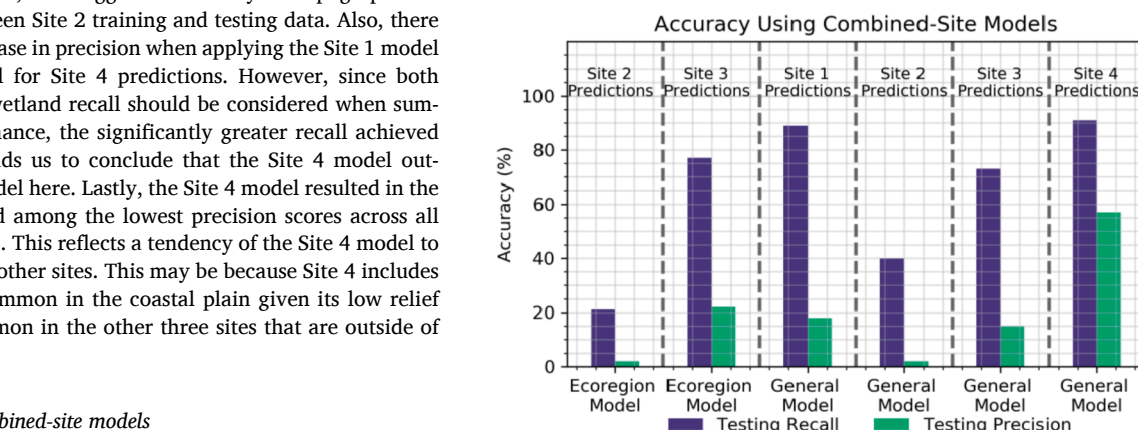 een Site 2 training and testing data. Also, there
ase in precision when applying the Site 1 model
for Site 4 predictions. However, since both
wetland recall should be considered when sum-
nance, the significantly greater recall achieved
ds us to conclude that the Site 4 model out-
del here. Lastly, the Site 4 model resulted in the
d among the lowest precision scores across all
. This reflects a tendency of the Site 4 model to
other sites. This may be because Site 4 includes
mmon in the coastal plain given its low relief
mon in the other three sites that are outside of
bined-site models
Accuracy Using Combined-Site Models
Site 2 Site 3 Site 1 Site 2 Site 3 Site 4
Predictions Predictions Predictions Predictions Predictions Predictions
Accuracy (%)
100
80
60
40
20
0
Ecoregion Ecoregion General General General General
Model Model Model Model Model Model
Testing Recall Testing Precision